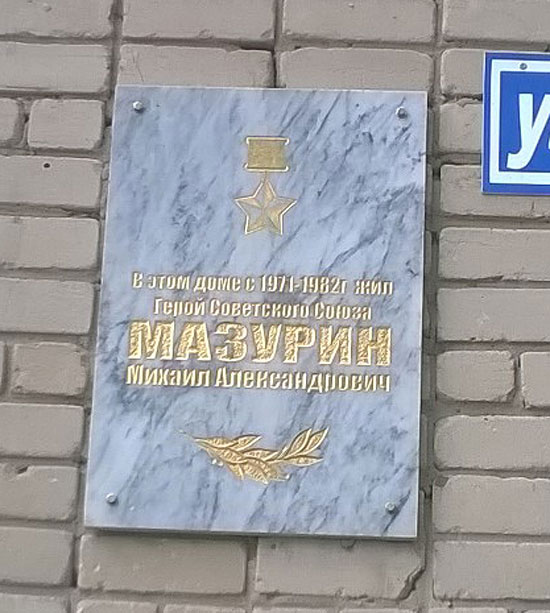 В этом доме с 1971-1982г жил
Герой Советского Союза
МАЗУРИН
Михаил Александрович